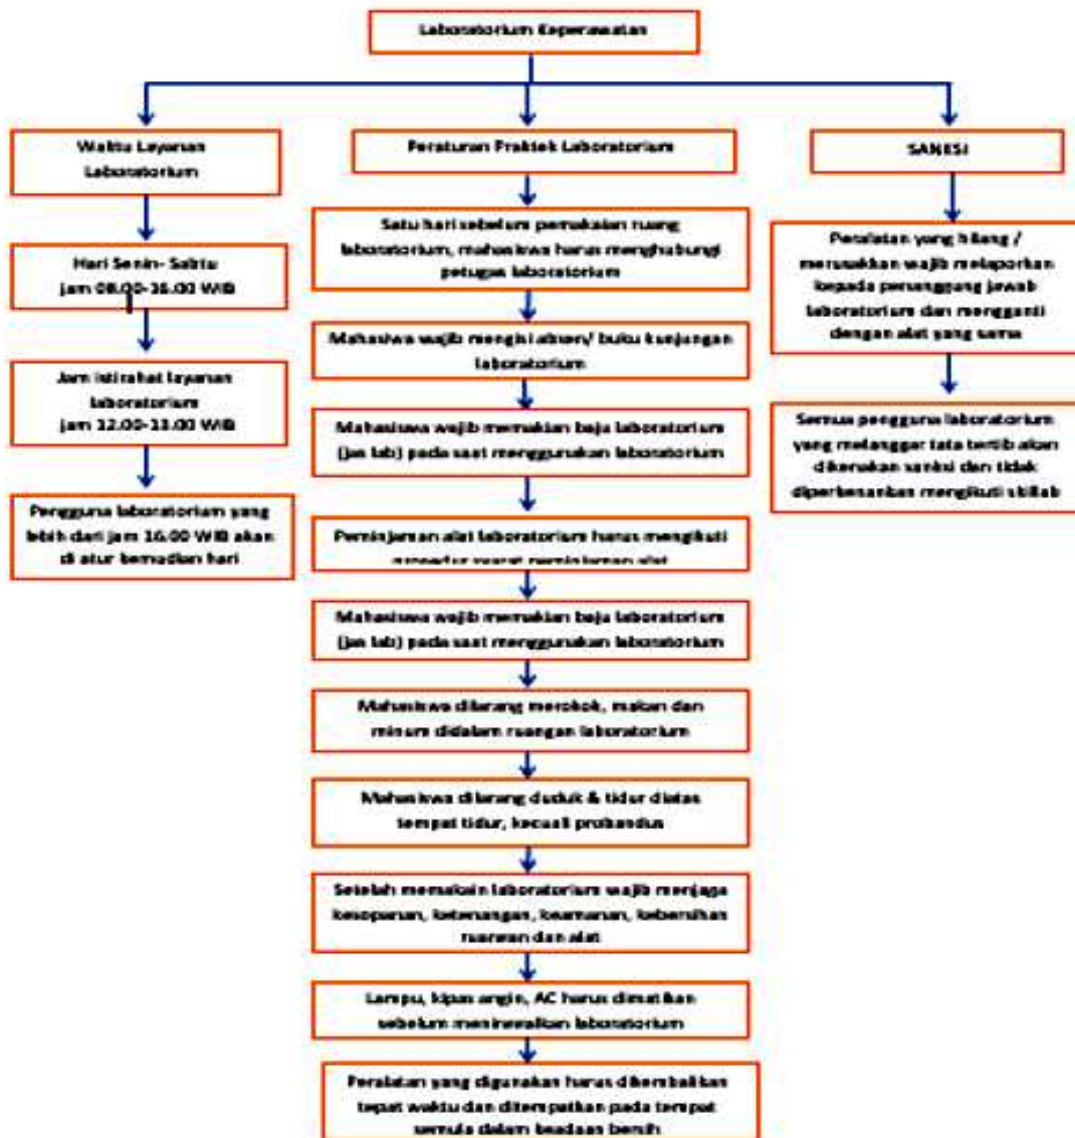 Laboratorium Keperawatan
Waktu Layanan
Laboratorium
Hari Senin- Sabtu
jam 08.00-16.00 WIB
Jam istirahat layanan
laboratorium
jam 12.00-13.00 WIB
Pengguna laboratorium yang
lebih dari jam 16.00 WIB akan
di atur kemudian hari
Peraturan Praktek Laboratorium
Satu hari sebelum pemakaian ruang
laboratorium, mahasiswa harus menghubungi
petugas laboratorium
Mahasiwa wajib mengisi absen/ buku kunjungan
laboratorium
Mahasiswa wajib memakian baju laboratorium
(jas lab) pada saat menggunakan laboratorium
Peminjaman alat laboratorium harus mengikuti
peminjaman alat
Mahasiswa wajib memakian baju laboratorium
(jas lab) pada saat menggunakan laboratorium
Mahasiswa dilarang merokok, makan dan
minum didalam ruangan laboratorium
Mahasiswa dilarang duduk & tidur diatas
tempat tidur, kecuali probandus
Setelah memakain laboratorium wajib menjaga
kesopanan, ketenangan, keamanan, kebersihan
dan alat
Lampu, kipas angin, AC harus dimatikan
sebelum laboratorium
Peralatan yang digunakan harus dikembalikan
tepat waktu dan ditempatkan pada tempat
semula dalam keadaan bersih
SANKSI
Peralatan yang hilang /
merusakkan wajib melaporkan
kepada penanggung jawab
laboratorium dan mengganti
dengan alat yang sama
Semua pengguna laboratorium
yang melanggar tata tertib akan
dikenakan sanksi dan tidak
diperkenankan mengikuti skillab